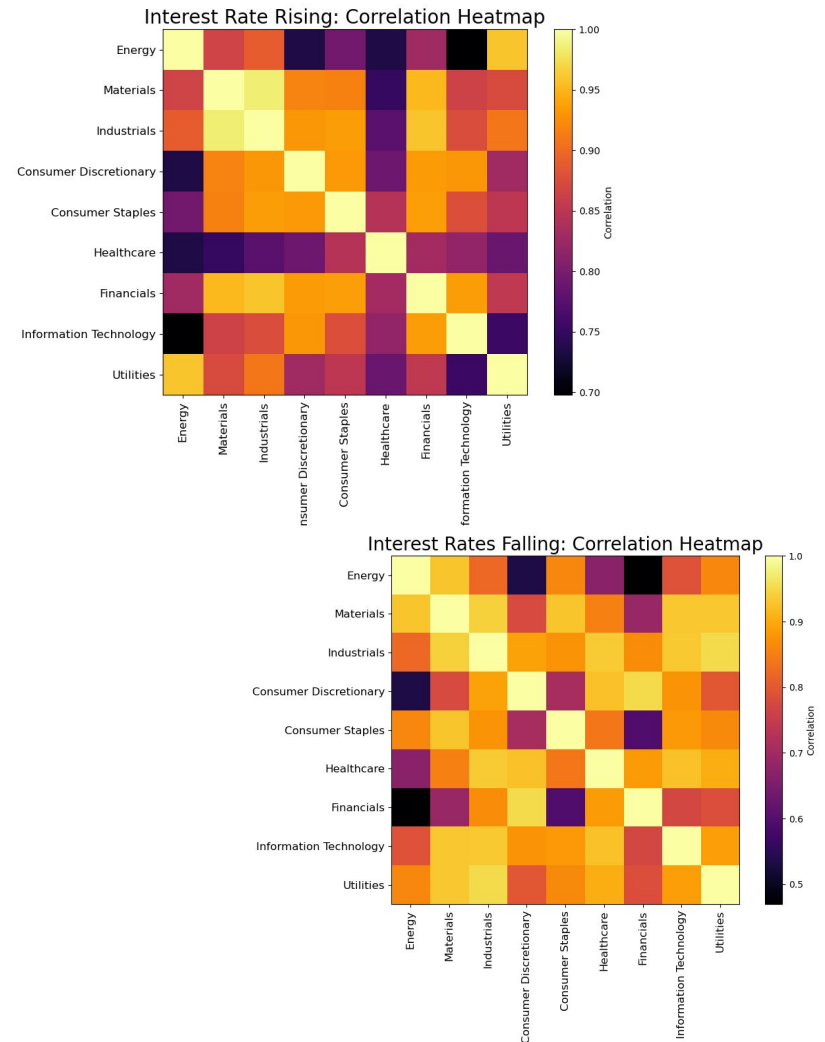 Interest Rate Rising: Correlation Heatmap
Energy
Materials
Industrials
Consumer Discretionary
Consumer Staples
Healthcare
Financials
Information Technology
Utilities
Energy
Materials
Industrials
nsumer Discretionary
Consumer Staples
Healthcare
Financials
formation Technology
Utilities
1.00
0.95
0.90
0.85
0.80
0.75
0.70
Correlation
Interest Rates Falling: Correlation Heatmap
Energy
Materials
Industrials
Consumer Discretionary
Consumer Staples
Healthcare
Financials
Information Technology
Utilities
Energy
Materials
Industrials
Consumer Discretionary
Consumer Staples
Healthcare
Financials
Information Technology
Utilities
1.0
0.9
0.8
0.7
0.6
0.5
Correlation